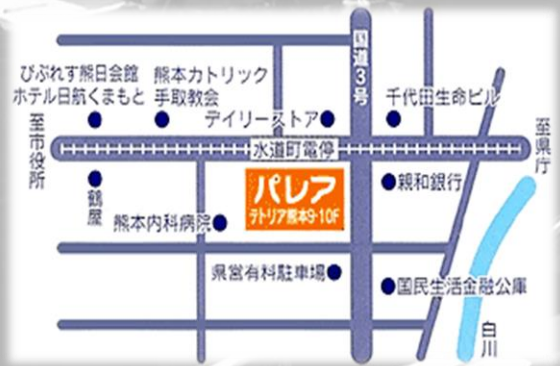 国道3号
びぷれす熊日会館
ホテル日航くまもと
熊本カトリック
手取教会
デイリーストア
千代田生命ビル
至市役所
水道町電停
至県庁
鶴屋
パレア
テトリア熊本9・10F
親和銀行
熊本内科病院
県営有料駐車場
国民生活金融公庫
白川